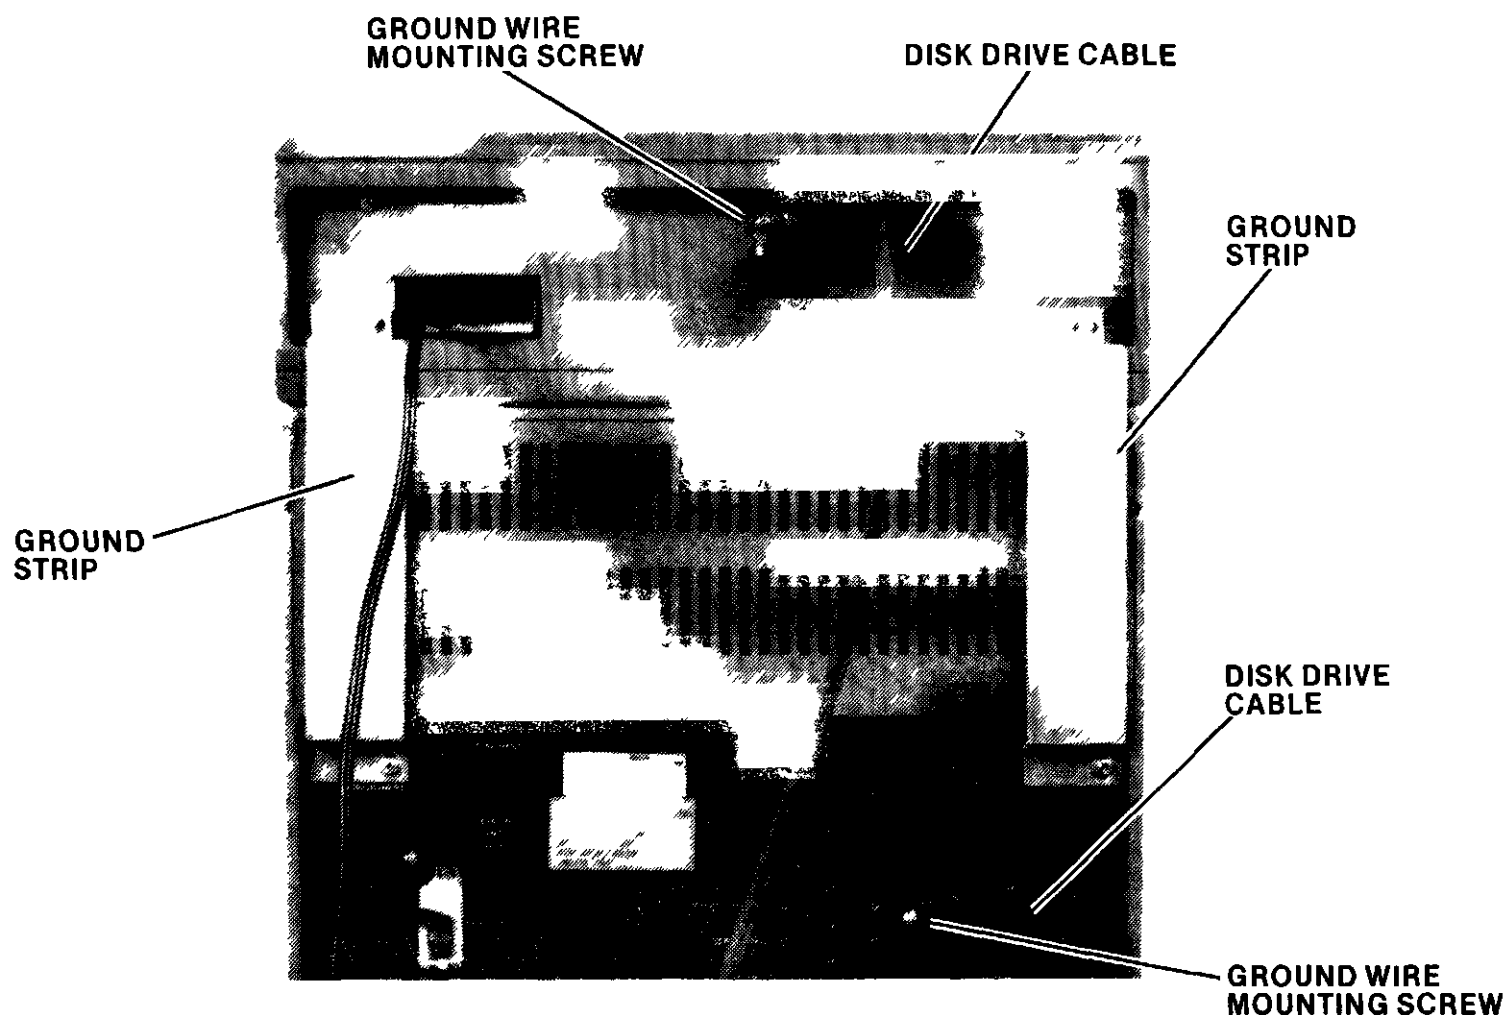 GROUND WIRE
MOUNTING SCREW
DISK DRIVE CABLE
GROUND
STRIP
GROUND
STRIP
DISK DRIVE
CABLE
GROUND WIRE
MOUNTING SCREW